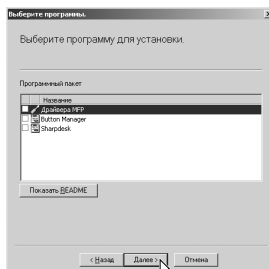 Выберите программы.
Выберите программу для установки.
Программный пакет
Название
Драйвера MFP
Button Manager
Sharpdesk
Показать README
< Назад
Далее >
Отмена